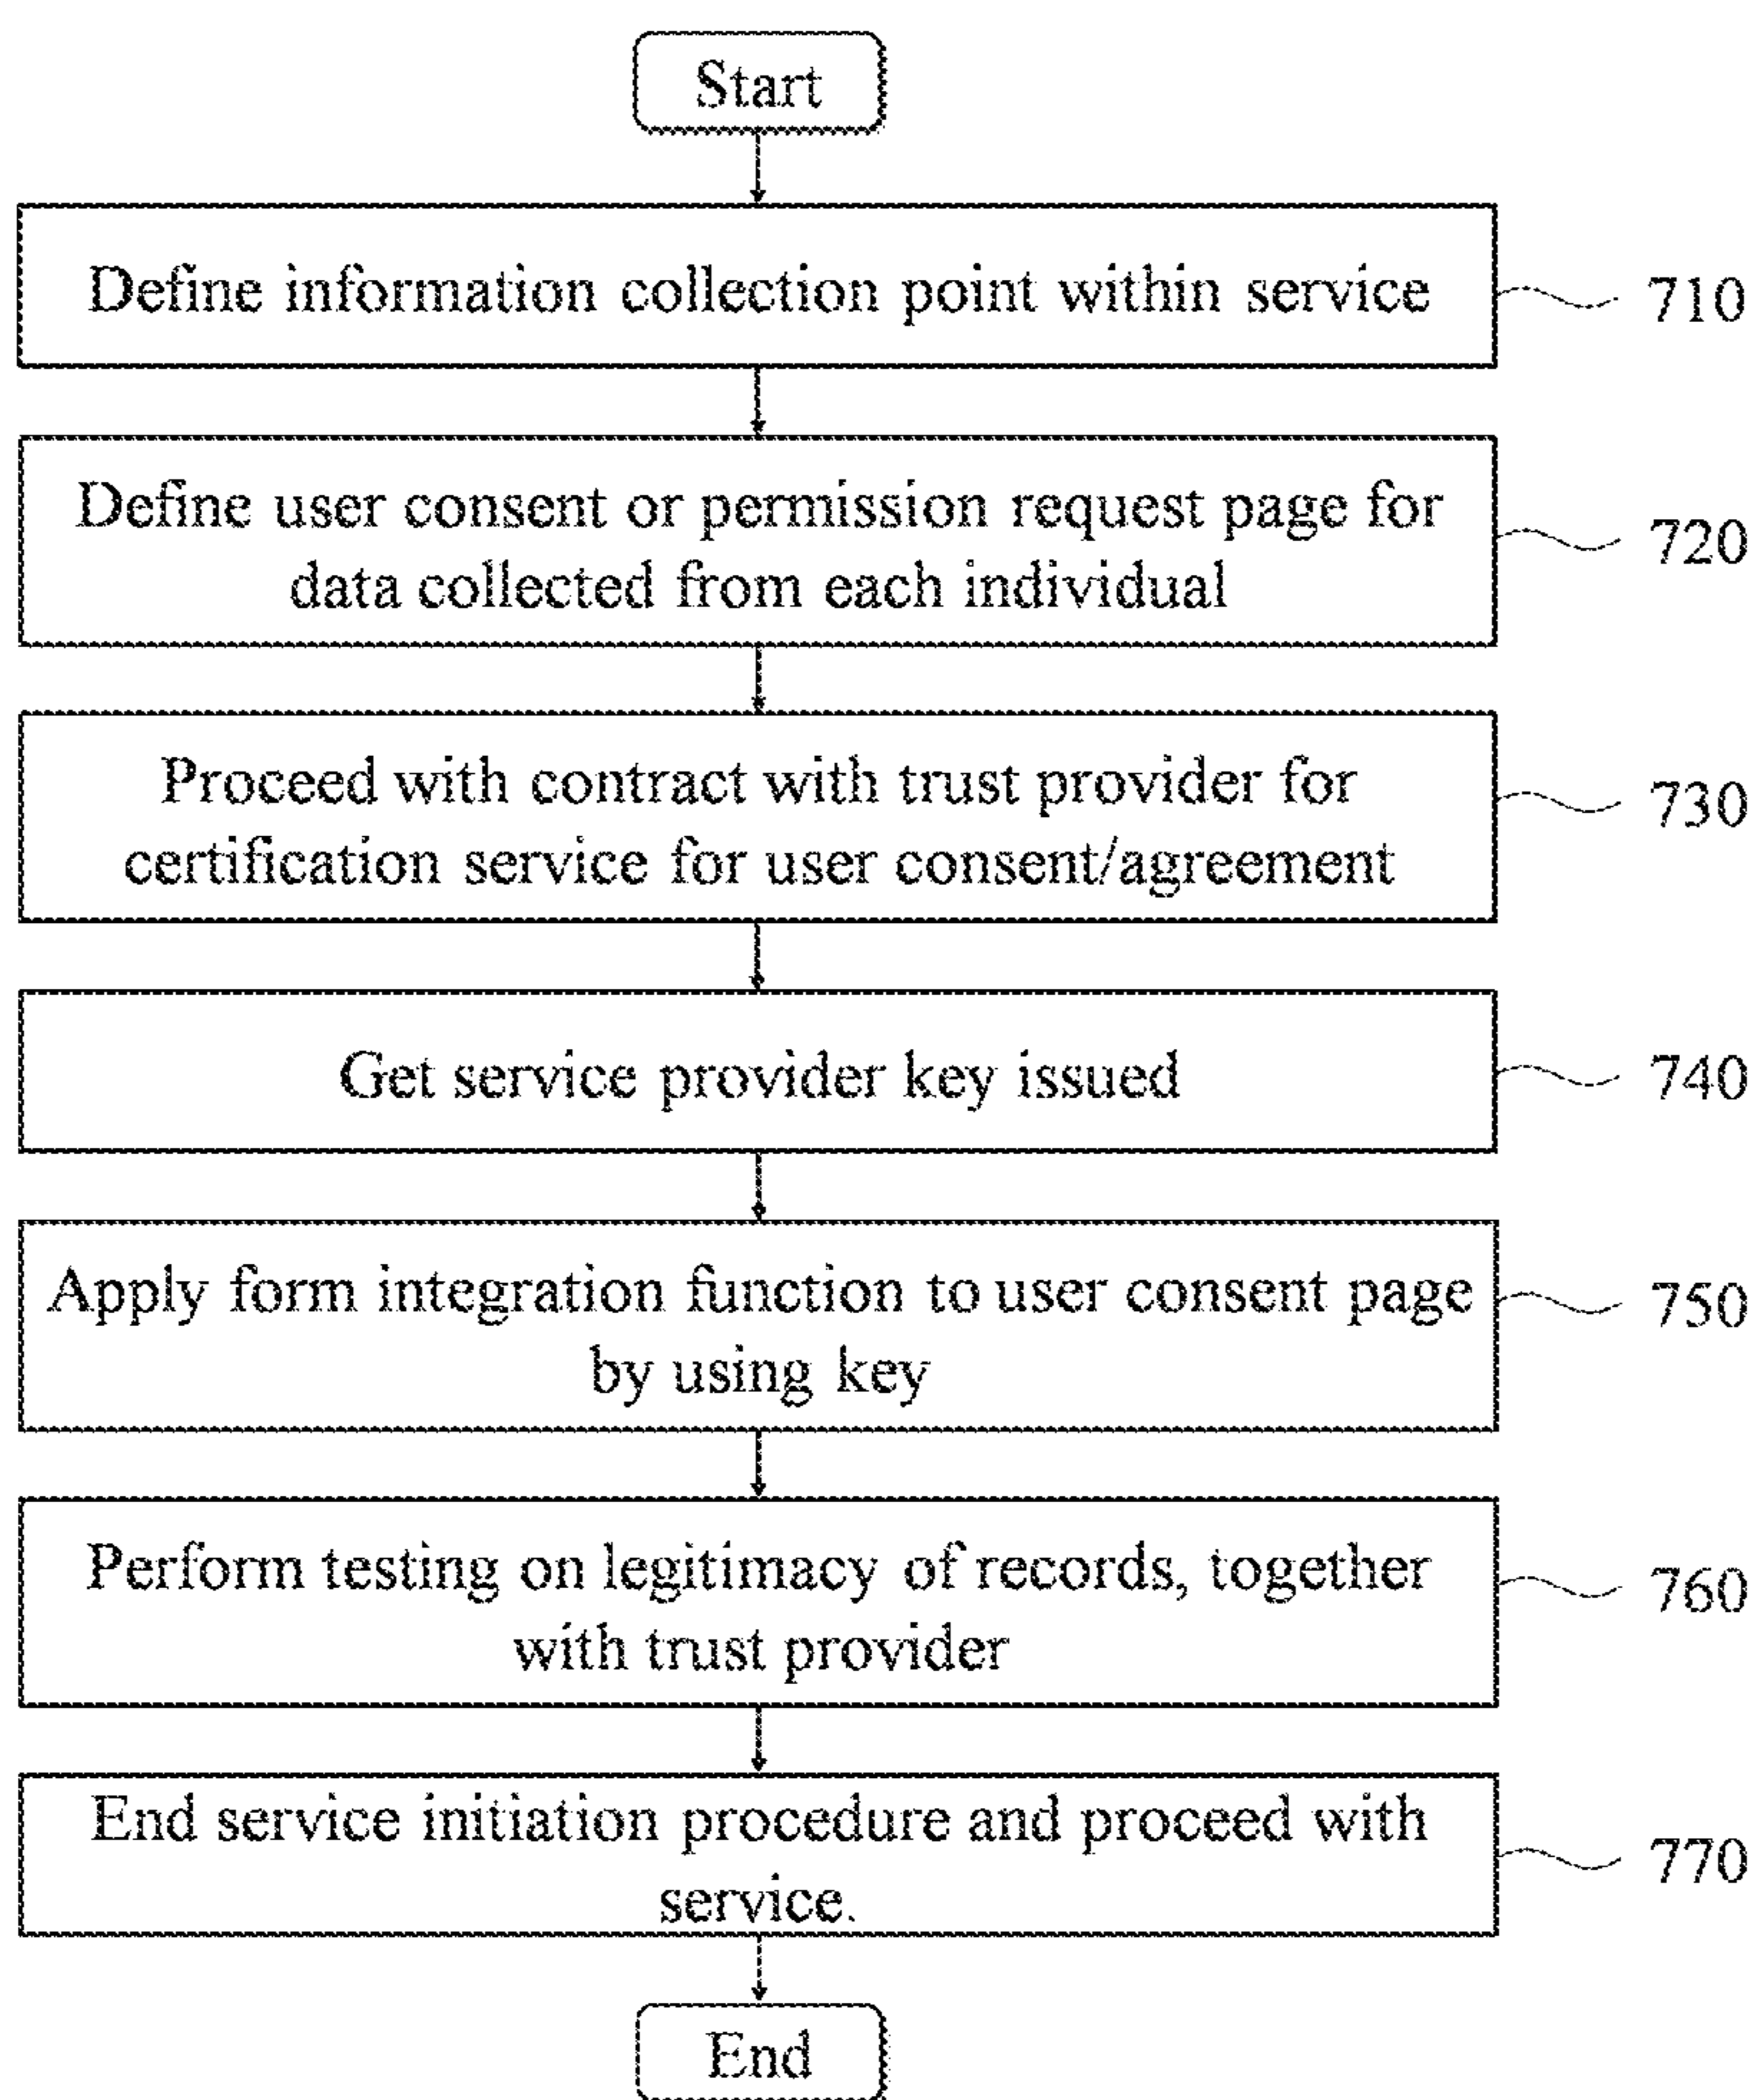 Start
Define information collection point within service
710
Define user consent or permission request page for
data collected from each individual
720
Proceed with contract with trust provider for
certification service for user consent/agreement
730
Get service provider key issued
740
Apply form integration function to user consent page
by using key
750
Perform testing on legitimacy of records, together
with trust provider
760
End service initiation procedure and proceed with
service.
770
End